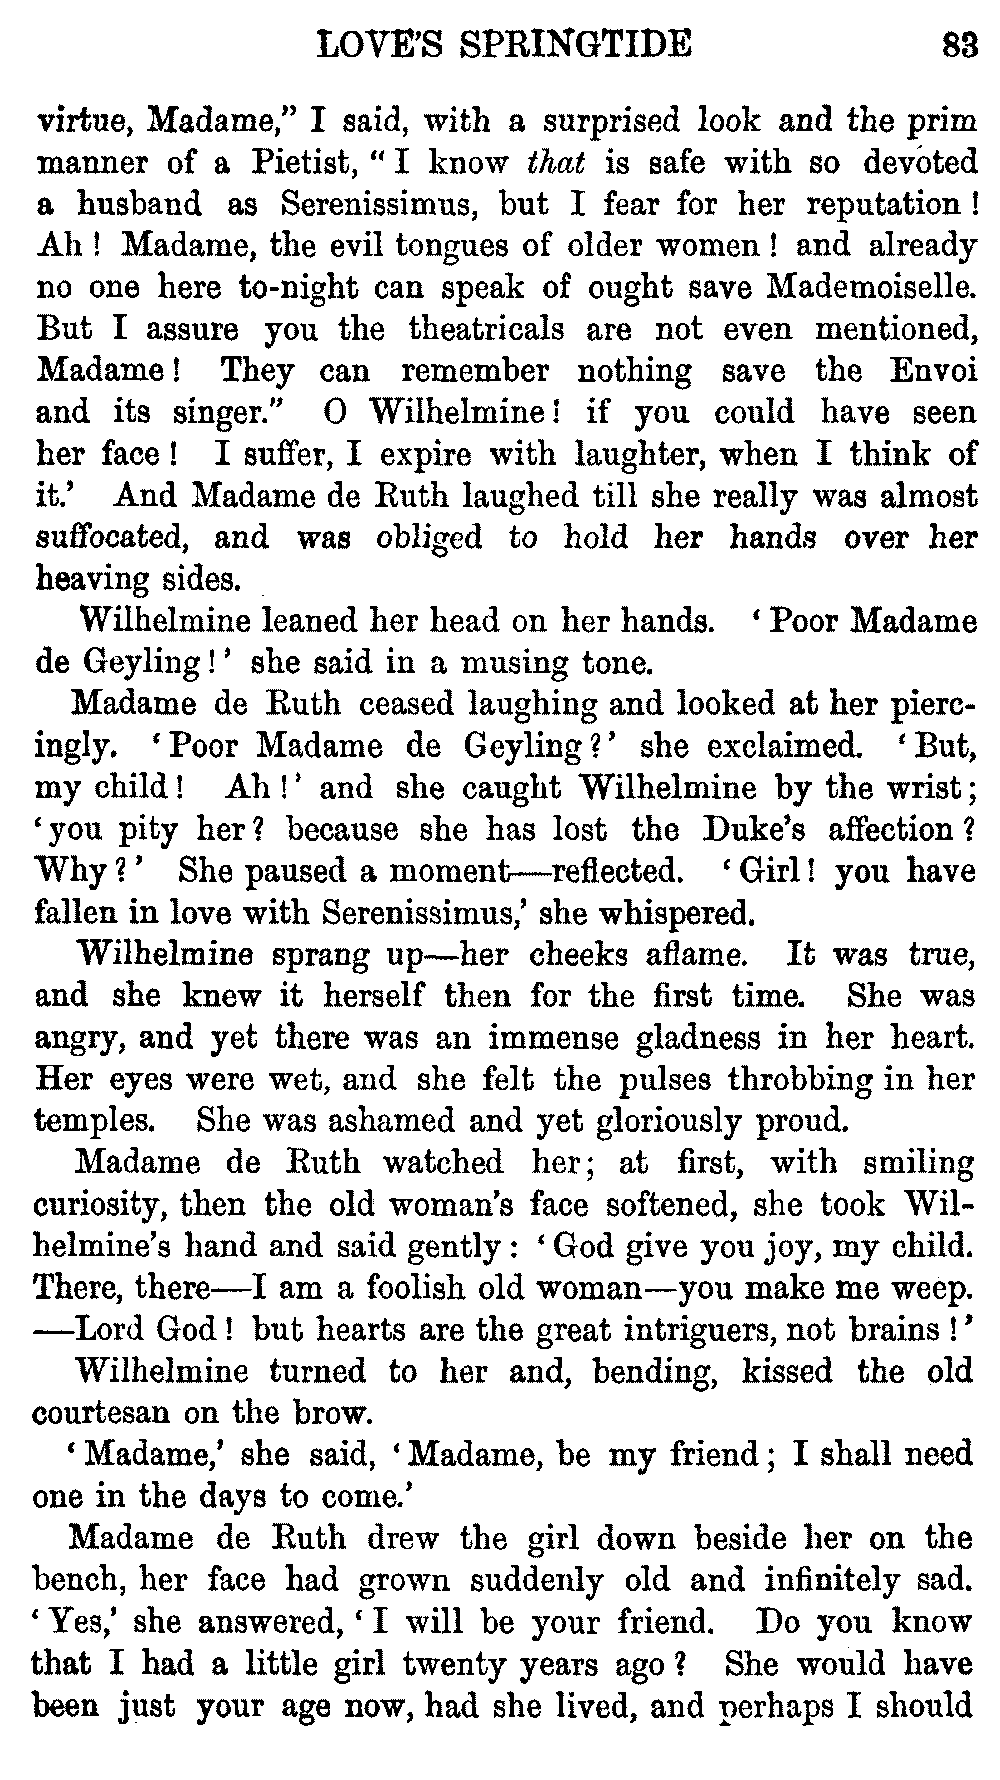 LOVE'S SPRINGTIDE 83
virtue, Madame," I said, with a surprised look and the prim
manner of a Pietist, "I know that is safe with so devoted
a husband as Serenissimus, but I fear for her reputation!
Ah! Madame, the evil tongues of older women! and already
no one here to-night can speak of ought save Mademoiselle.
But I assure you the theatricals are not even mentioned,
Madame! They can remember nothing save the Envoi
and its singer." O Wilhelmine! if you could have seen
her face! I suffer, I expire with laughter, when I think of
it.' And Madame de Ruth laughed till she really was almost
suffocated, and was obliged to hold her hands over her
heaving sides.
Wilhelmine leaned her head on her hands. 'Poor Madame
de Geyling!' she said in a musing tone.
Madame de Ruth ceased laughing and looked at her pierc-
ingly. 'Poor Madame de Geyling?' she exclaimed. 'But,
my child! Ah!' and she caught Wilhelmine by the wrist;
'you pity her? because she has lost the Duke's affection?
Why?' She paused a moment—reflected. 'Girl! you have
fallen in love with Serenissimus,' she whispered.
Wilhelmine sprang up—her cheeks aflame. It was true,
and she knew it herself then for the first time. She was
angry, and yet there was an immense gladness in her heart.
Her eyes were wet, and she felt the pulses throbbing in her
temples. She was ashamed and yet gloriously proud.
Madame de Ruth watched her; at first, with smiling
curiosity, then the old woman's face softened, she took Wil-
helmine's hand and said gently: 'God give you joy, my child.
There, there—I am a foolish old woman—you make me weep.
—Lord God! but hearts are the great intriguers, not brains!'
Wilhelmine turned to her and, bending, kissed the old
courtesan on the brow.
'Madame,' she said, 'Madame, be my friend; I shall need
one in the days to come.'
Madame de Ruth drew the girl down beside her on the
bench, her face had grown suddenly old and infinitely sad.
'Yes,' she answered, 'I will be your friend. Do you know
that I had a little girl twenty years ago? She would have
been just your age now, had she lived, and perhaps I should